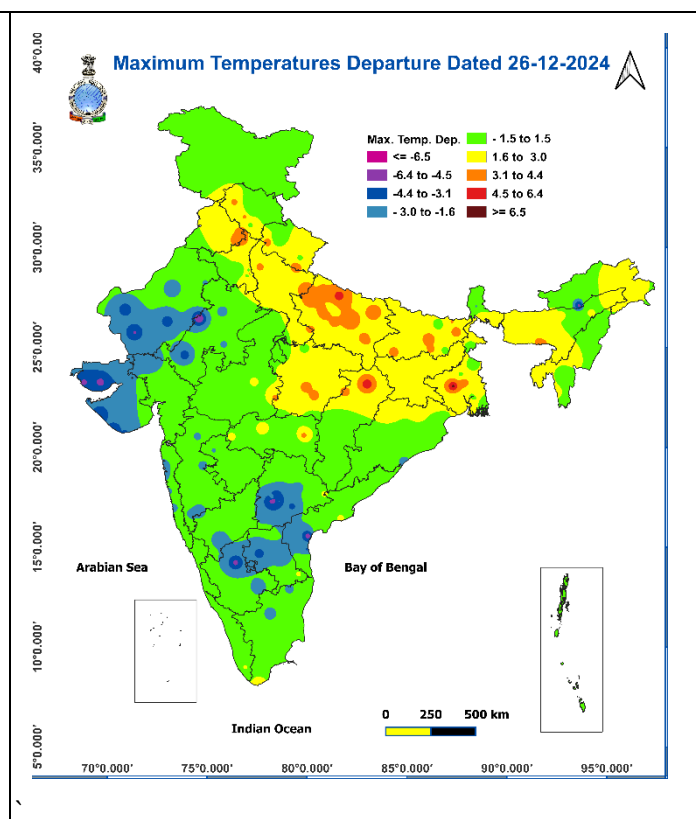 Maximum Temperatures Departure Dated 26-12-2024
Max. Temp. Dep.
<= -6.5
-6.4 to -4.5
-4.4 to -3.1
- 3.0 to -1.6
- 1.5 to 1.5
1.6 to 3.0
3.1 to 4.4
4.5 to 6.4
>= 6.5
40°0.00
35°0.000'
30°0.000'
25°0.000'
20°0.000'
15°0.000'
10°0.000'
5°0.000'
Arabian Sea
Bay of Bengal
Indian Ocean
0 250 500 km
70°0.000' 75°0.000' 80°0.000' 85°0.000' 90°0.000' 95°0.000'
`